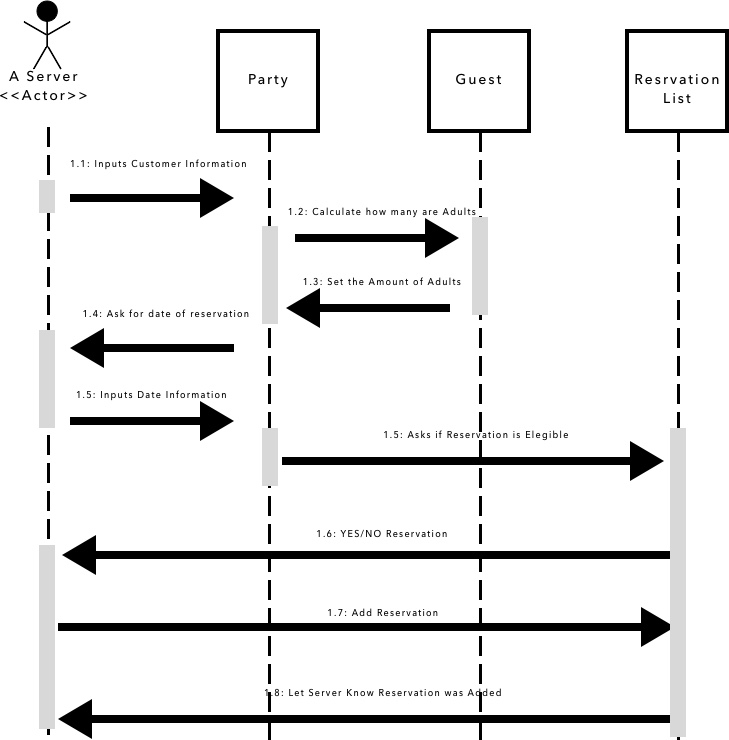 A Server
<<Actor>>
Party
Guest
Resrvation
List
1.1: Inputs Customer Information
1.2: Calculate how many are Adults
1.3: Set the Amount of Adults
1.4: Ask for date of reservation
1.5: Inputs Date Information
1.5: Asks if Reservation is Elegible
1.6: YES/NO Reservation
1.7: Add Reservation
1.8: Let Server Know Reservation was Added